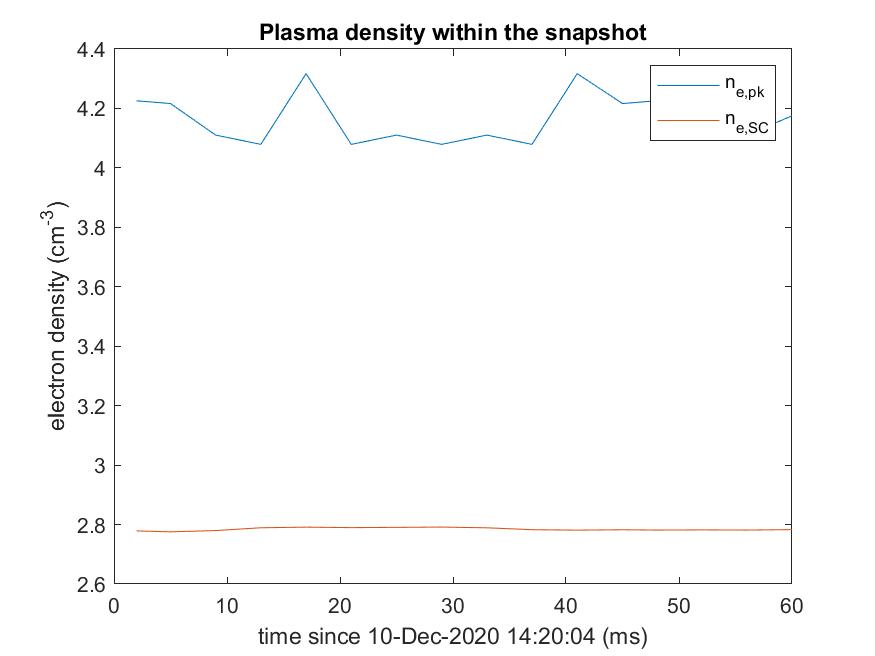 Plasma density within the snapshot
4.4
4.2
4
3.8
3.6
3.4
3.2
3
2.8
2.6
electron density (cm-3)
n_e,pk
n_e,SC
0 10 20 30 40 50 60
time since 10-Dec-2020 14:20:04 (ms)